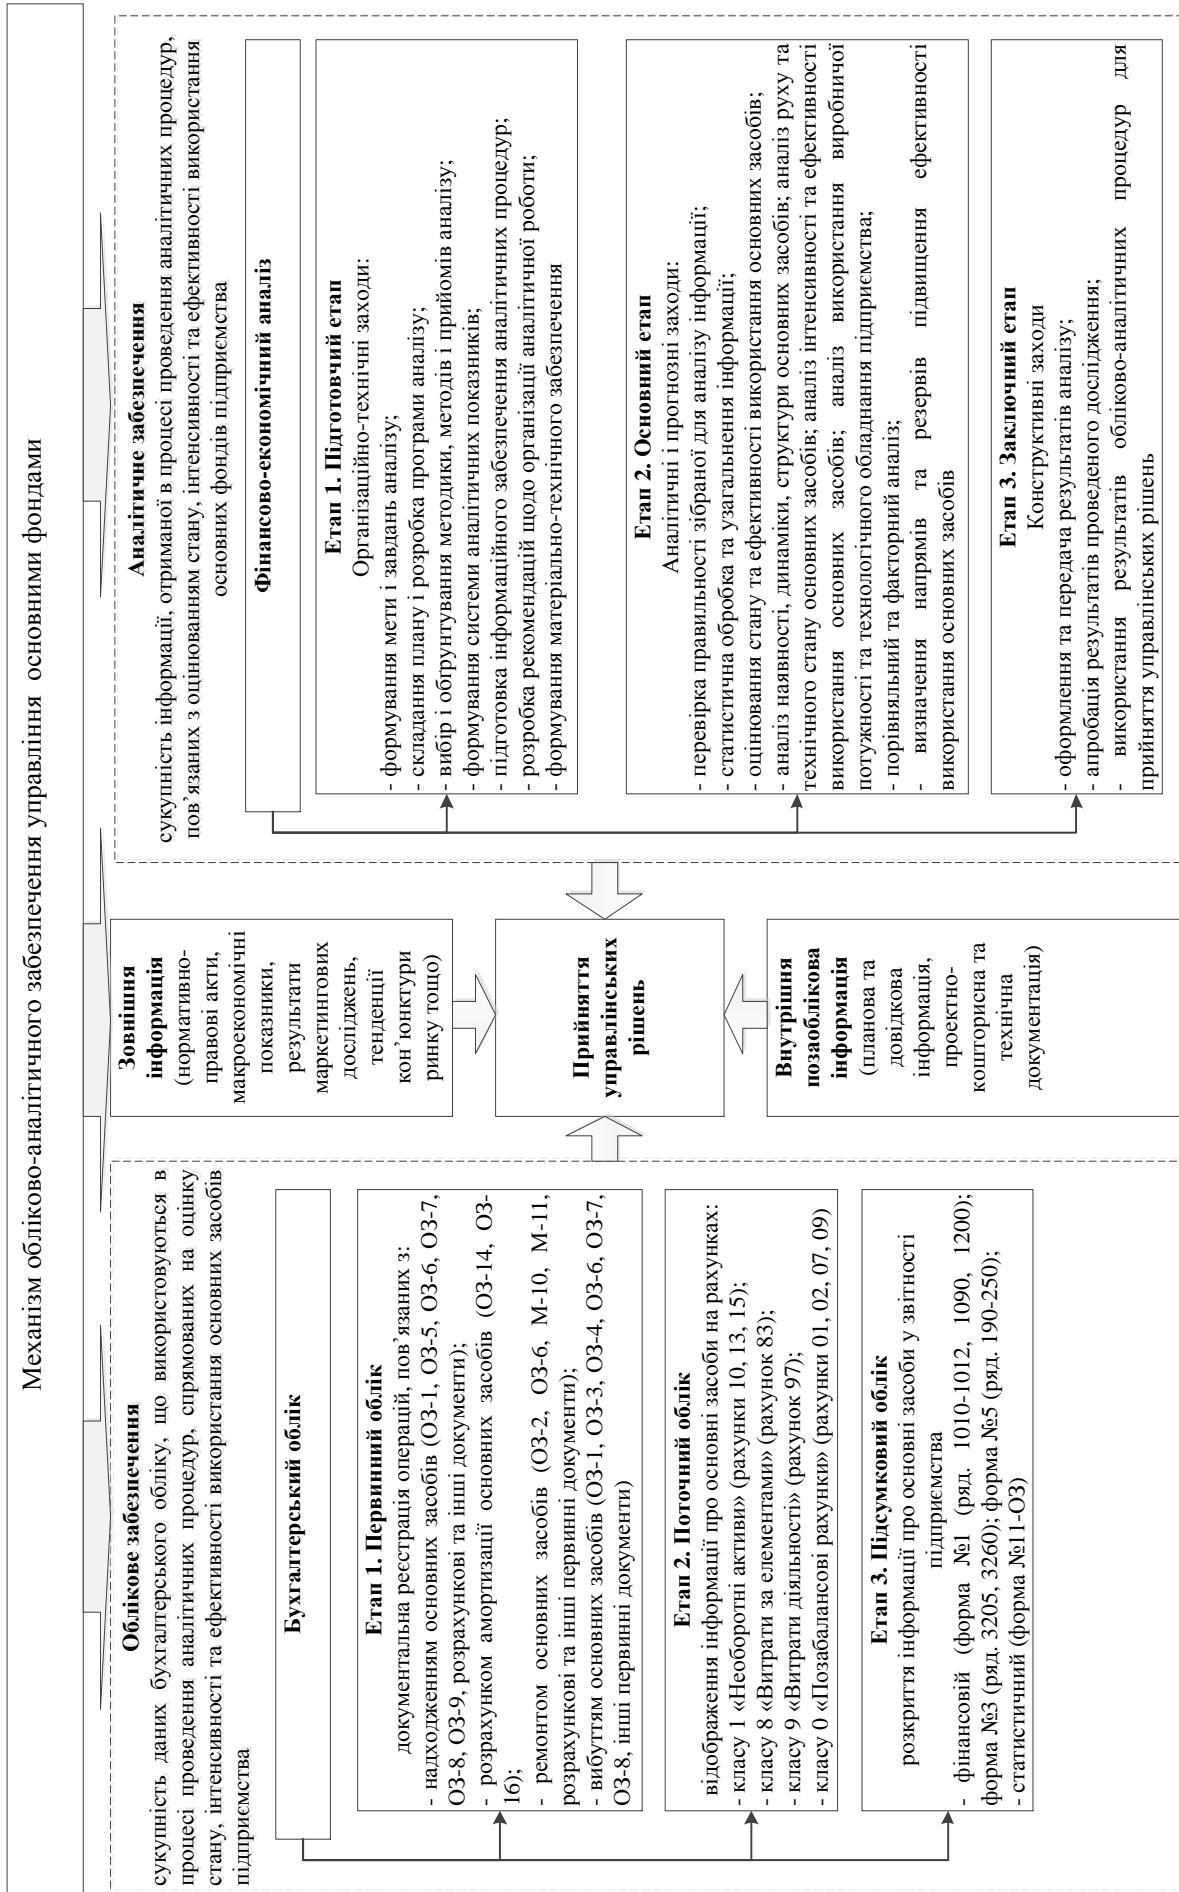 Механізм обліково-аналітичного забезпечення управління основними фондами
Облікове забезпечення
сукупність даних бухгалтерського обліку, що використовуються в
процесі проведення аналітичних процедур, спрямованих на оцінку
стану, інтенсивності та ефективності використання основних засобів
підприємства
Бухгалтерський облік
Етап 1. Первинний облік
документальна реєстрація операцій, пов’язаних з:
- надходженням основних засобів (ОЗ-1, ОЗ-5, ОЗ-6, ОЗ-7,
ОЗ-8, ОЗ-9, розрахункові та інші документи);
- розрахунком амортизації основних засобів (ОЗ-14, ОЗ-
16);
- ремонтом основних засобів (ОЗ-2, ОЗ-6, М-10, М-11,
розрахункові та інші первинні документи);
- вибуттям основних засобів (ОЗ-1, ОЗ-3, ОЗ-4, ОЗ-6, ОЗ-7,
ОЗ-8, інші первинні документи)
Етап 2. Поточний облік
відображення інформації про основні засоби на рахунках:
- класу 1 «Необоротні активи» (рахунки 10, 13, 15);
- класу 8 «Витрати за елементами» (рахунок 83);
- класу 9 «Витрати діяльності» (рахунок 97);
- класу 0 «Позабалансові рахунки» (рахунки 01, 02, 07, 09)
Етап 3. Підсумковий облік
розкриття інформації про основні засоби у звітності
підприємства
- фінансовій (форма №1 (ряд. 1010-1012, 1090, 1200);
форма №3 (ряд. 3205, 3260); форма №5 (ряд. 190-250);
- статистичний (форма №11-ОЗ)
Зовнішня
інформація
(нормативно-
правові акти,
макроекономічні
показники,
результати
маркетингових
досліджень,
тенденції
кон’юнктури
ринку тощо)
Прийняття
управлінських
рішень
Внутрішня
позаоблікова
інформація
(планова та
довідкова
інформація,
проектно-
кошторисна та
технічна
документація)
Аналітичне забезпечення
сукупність інформації, отриманої в процесі проведення аналітичних процедур,
пов’язаних з оцінюванням стану, інтенсивності та ефективності використання
основних фондів підприємства
Фінансово-економічний аналіз
Етап 1. Підготовчий етап
Організаційно-технічні заходи:
- формування мети і завдань аналізу;
- складання плану і розробка програми аналізу;
- вибір і обґрунтування методики, методів і прийомів аналізу;
- формування системи аналітичних показників;
- підготовка інформаційного забезпечення аналітичних процедур;
- розробка рекомендацій щодо організації аналітичної роботи;
- формування матеріально-технічного забезпечення
Етап 2. Основний етап
Аналітичні і прогнозні заходи:
- перевірка правильності зібраної для аналізу інформації;
- статистична обробка та узагальнення інформації;
- оцінювання стану та ефективності використання основних засобів;
- аналіз наявності, динаміки, структури основних засобів; аналіз руху та
технічного стану основних засобів; аналіз інтенсивності та ефективності
використання основних засобів; аналіз використання виробничої
потужності та технологічного обладнання підприємства;
- порівняльний та факторний аналіз;
- визначення напрямів та резервів підвищення ефективності
використання основних засобів
Етап 3. Заключний етап
Конструктивні заходи
- оформлення та передача результатів аналізу;
- апробація результатів проведеного дослідження;
- використання результатів обліково-аналітичних процедур для
прийняття управлінських рішень